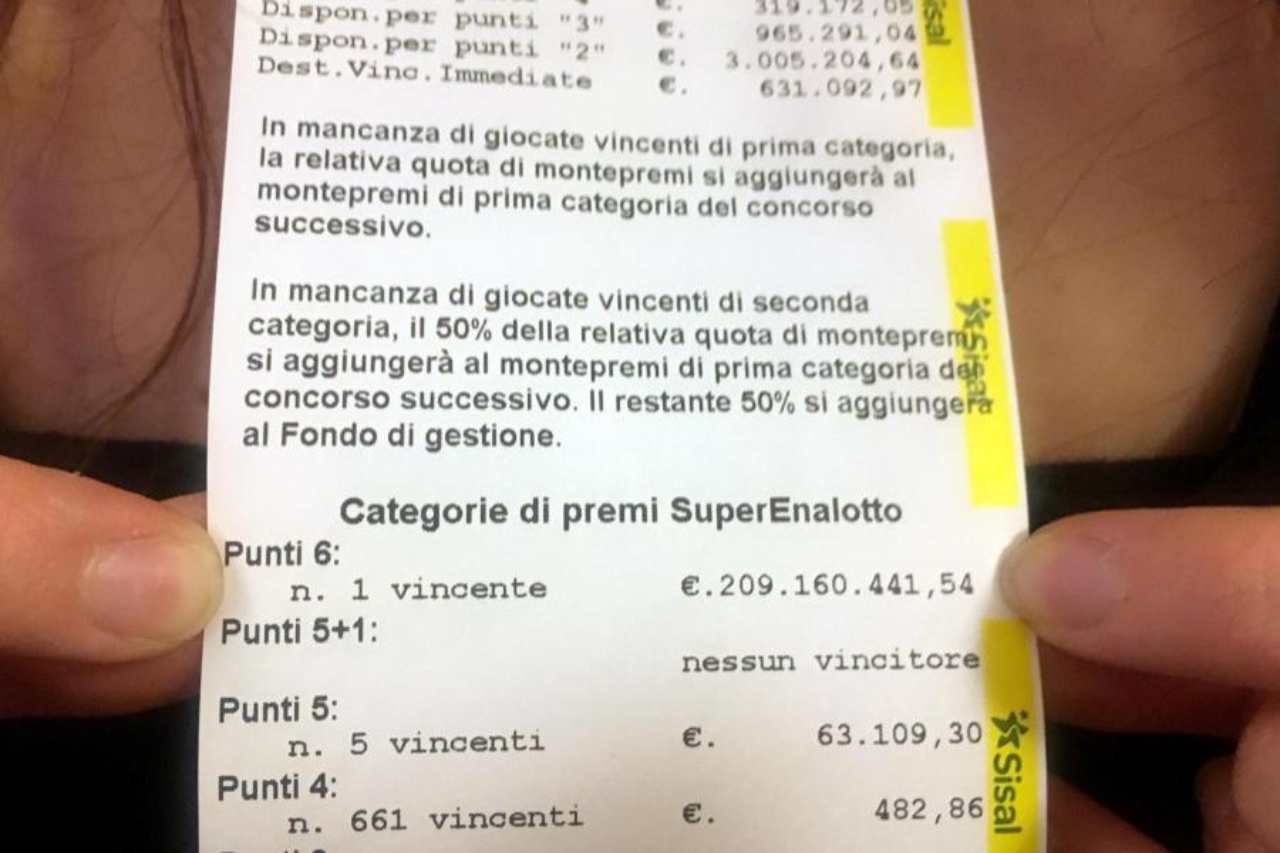 Dispon.per punti "3" €. 319.172,05
Dispon.per punti "2" €. 965.291,04
Dest.Vinc.Immediate €. 3.005.204,64
€. 631.092,97
In mancanza di giocate vincenti di prima categoria,
la relativa quota di montepremi si aggiungerà al
montepremi di prima categoria del concorso
successivo.
In mancanza di giocate vincenti di seconda
categoria, il 50% della relativa quota di montepremi
si aggiungerà al montepremi di prima categoria del
concorso successivo. Il restante 50% si aggiungerà
al Fondo di gestione.
Categorie di premi SuperEnalotto
Punti 6:
n. 1 vincente €.209.160.441,54
Punti 5+1:
nessun vincitore
Punti 5:
n. 5 vincenti €. 63.109,30
Punti 4:
n. 661 vincenti €. 482,86
Sisal
Sisal
Sisal